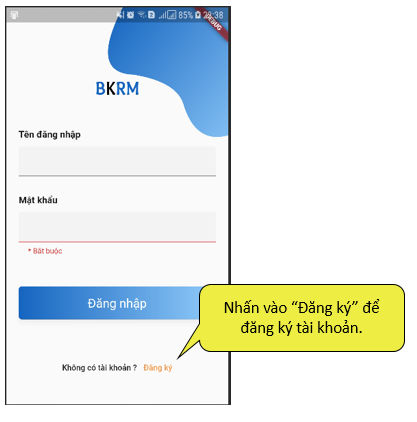 85% 23:38
DEBUG
BKRM
Tên đăng nhập
Mật khẩu
* Bắt buộc
Đăng nhập
Nhấn vào “Đăng ký” để
đăng ký tài khoản.
Không có tài khoản ? Đăng ký